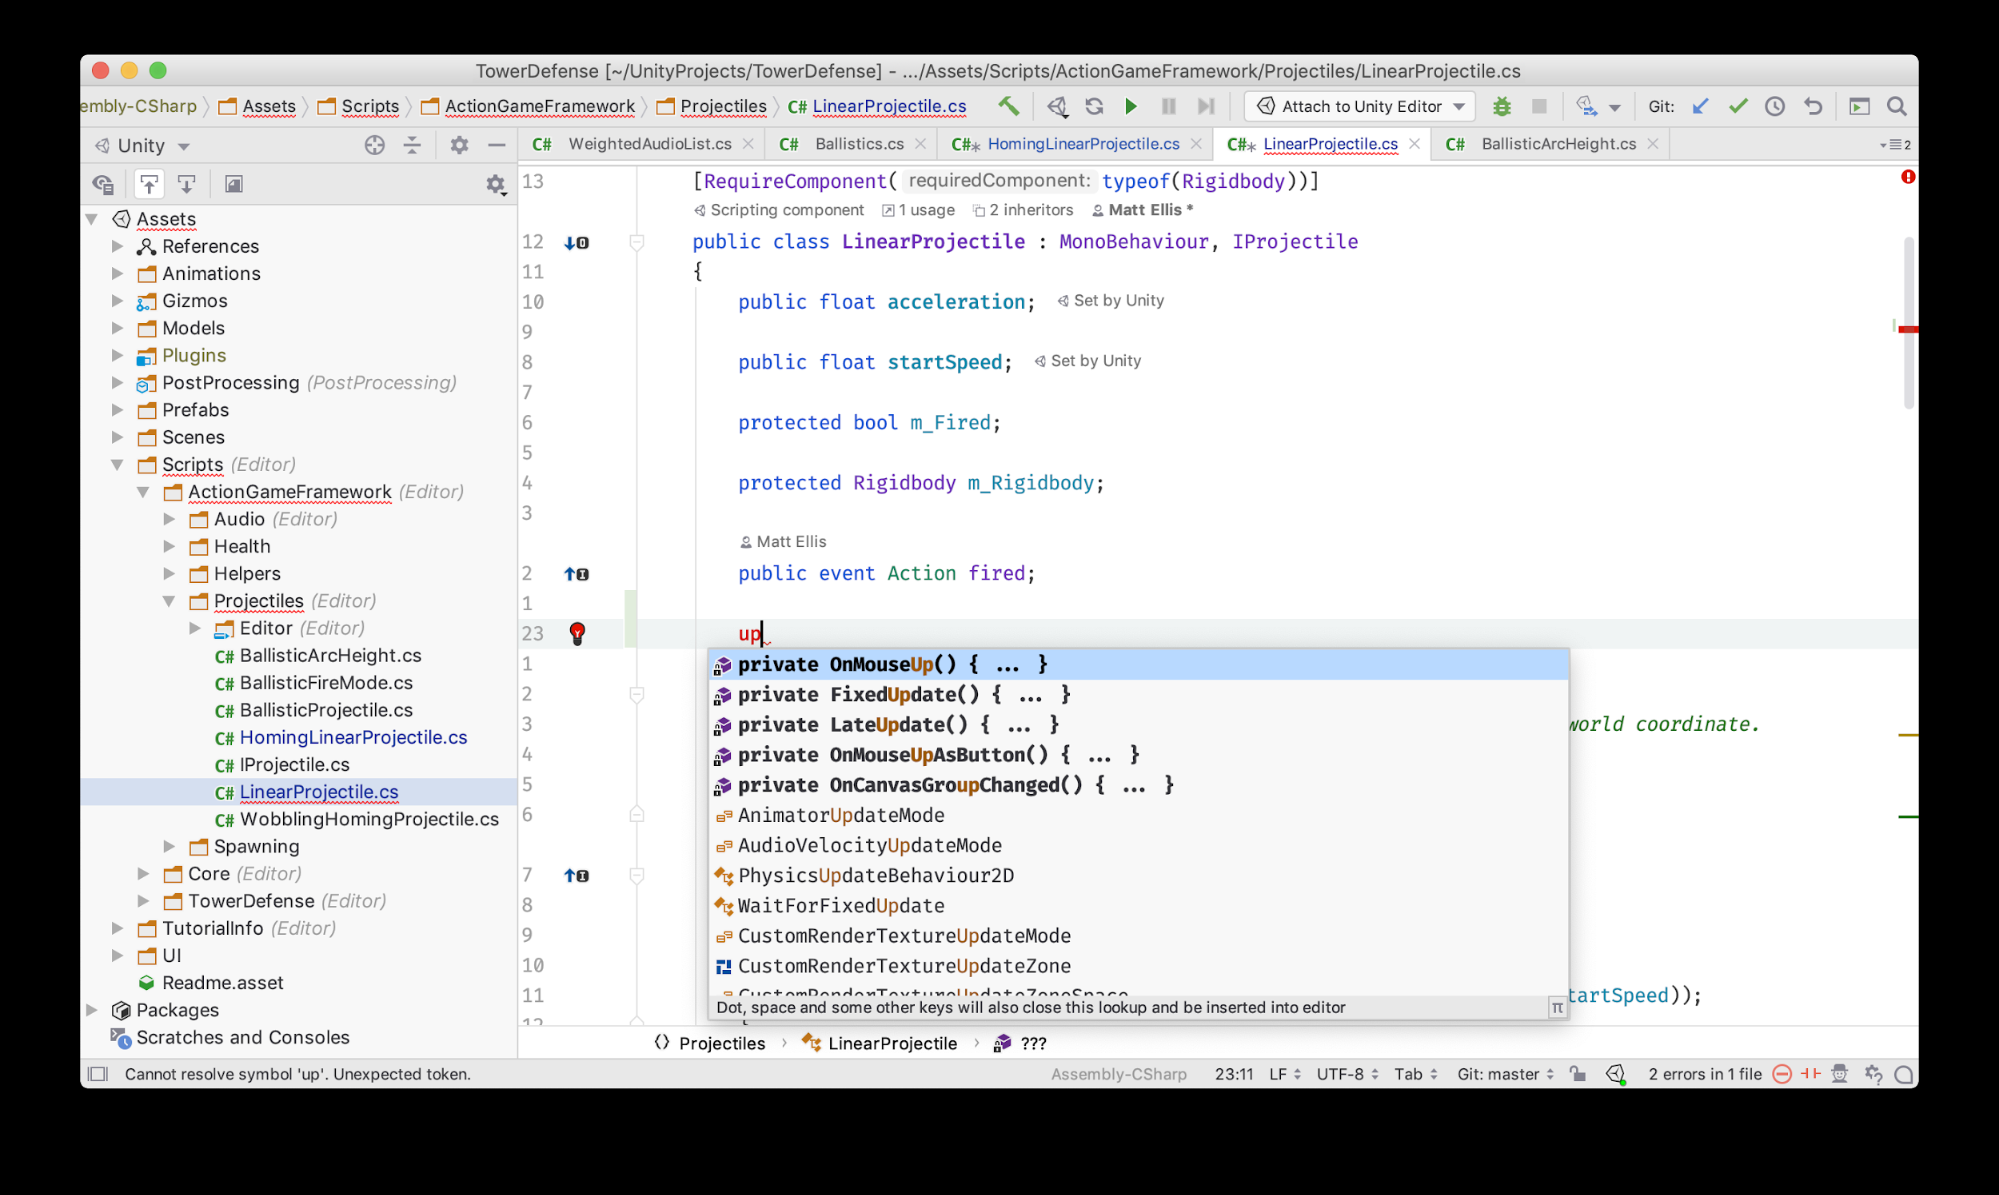 TowerDefense [~/UnityProjects/TowerDefense] - .../Assets/Scripts/ActionGameFramework/Projectiles/LinearProjectile.cs
embly-CSharp Assets Scripts ActionGameFramework Projectiles C# LinearProjectile.cs Attach to Unity Editor Git:
Unity
C# WeightedAudioList.cs C# Ballistics.cs C#* HomingLinearProjectile.cs C#* LinearProjectile.cs C# BallisticArcHeight.cs 2
Assets
References
Animations
Gizmos
Models
Plugins
PostProcessing (PostProcessing)
Prefabs
Scenes
Scripts (Editor)
ActionGameFramework (Editor)
Audio (Editor)
Health
Helpers
Projectiles (Editor)
Editor (Editor)
C# BallisticArcHeight.cs
C# BallisticFireMode.cs
C# BallisticProjectile.cs
C# HomingLinearProjectile.cs
C# IProjectile.cs
C# LinearProjectile.cs
C# WobblingHomingProjectile.cs
Spawning
Core (Editor)
TowerDefense (Editor)
TutorialInfo (Editor)
UI
Readme.asset
Packages
Scratches and Consoles
13 [RequireComponent( requiredComponent: typeof(Rigidbody))]
Scripting component 1 usage 2 inheritors Matt Ellis *
12 public class LinearProjectile : MonoBehaviour, IProjectile
11 {
10 public float acceleration; Set by Unity
9
8 public float startSpeed; Set by Unity
7
6 protected bool m_Fired;
5
4 protected Rigidbody m_Rigidbody;
3
Matt Ellis
2 public event Action fired;
1
23 up
1 private OnMouseUp() { ... }
2 private FixedUpdate() { ... }
3 private LateUpdate() { ... } world coordinate.
4 private OnMouseUpAsButton() { ... }
5 private OnCanvasGroupChanged() { ... }
6 AnimatorUpdateMode
AudioVelocityUpdateMode
7 PhysicsUpdateBehaviour2D
8 WaitForFixedUpdate
9 CustomRenderTextureUpdateMode
10 CustomRenderTextureUpdateZone
11 CustomRenderTextureUpdateZoneSpace tartSpeed));
12 Dot, space and some other keys will also close this lookup and be inserted into editor π
Projectiles LinearProjectile ???
Cannot resolve symbol 'up'. Unexpected token. Assembly-CSharp 23:11 LF UTF-8 Tab Git: master 2 errors in 1 file